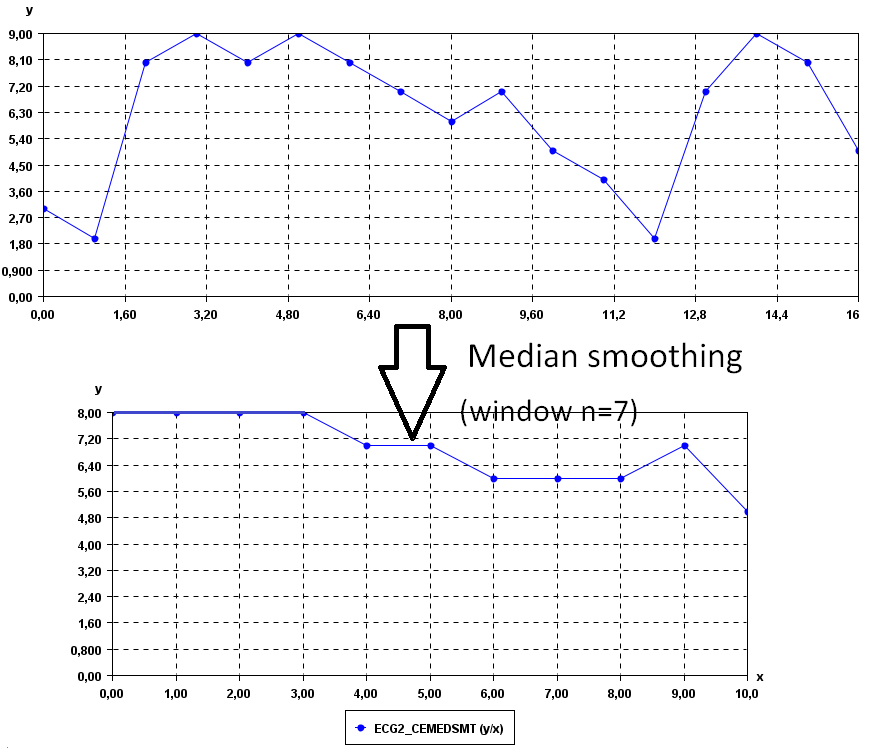 y
9,00
8,10
7,20
6,30
5,40
4,50
3,60
2,70
1,80
0,900
0,00
0,00 1,60 3,20 4,80 6,40 8,00 9,60 11,2 12,8 14,4 16
Median smoothing
(window n=7)
y
8,00
7,20
6,40
5,60
4,80
4,00
3,20
2,40
1,60
0,800
0,00
x
0,00 1,00 2,00 3,00 4,00 5,00 6,00 7,00 8,00 9,00 10,0
ECG2_CEMEDSMT (y/x)